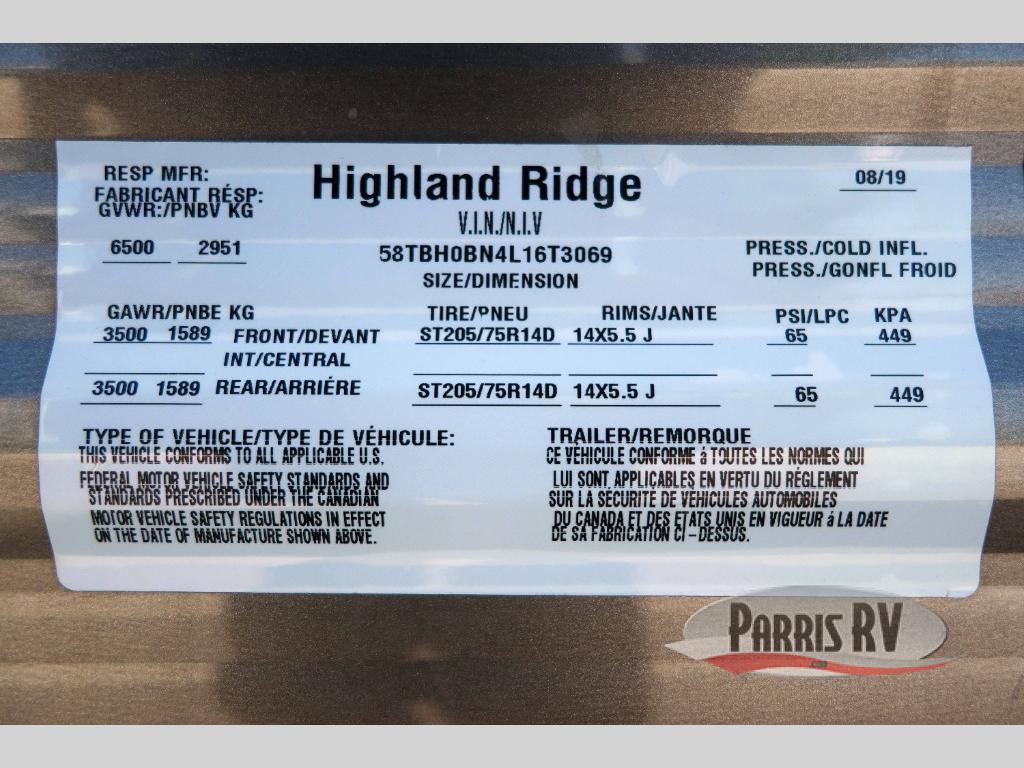 RESP MFR:
FABRICANT RÉSP:
Highland Ridge
08/19
GVWR:/PNBV KG
V.I.N./N.I.V
6500 2951
58TBH0BN4L16T3069
PRESS./COLD INFL.
SIZE/DIMENSION
PRESS./GONFL FROID
GAWR/PNBE KG TIRE/PNEU RIMS/JANTE PSI/LPC KPA
3500 1589 FRONT/DEVANT ST205/75R14D 14X5.5 J 65 449
INT/CENTRAL
3500 1589 REAR/ARRIÉRE ST205/75R14D 14X5.5 J 65 449
TYPE OF VEHICLE/TYPE DE VÉHICULE: TRAILER/REMORQUE
THIS VEHICLE CONFORMS TO ALL APPLICABLE U.S.
FEDERAL MOTOR VEHICLE SAFETY STANDARDS AND
STANDARDS PRESCRIBED UNDER THE CANADIAN
MOTOR VEHICLE SAFETY REGULATIONS IN EFFECT
ON THE DATE OF MANUFACTURE SHOWN ABOVE.
CE VÉHICULE CONFORME á TOUTES LES NORMES QUI
LUI SONT APPLICABLES EN VERTU DU RÉGLEMENT
SUR LA SÉCURITÉ DE VÉHICULES AUTOMOBILES
DU CANADA ET DES ETATS UNIS EN VIGUEUR á LA DATE
DE SA FABRICATION CI-DESSUS.
PARRIS RV